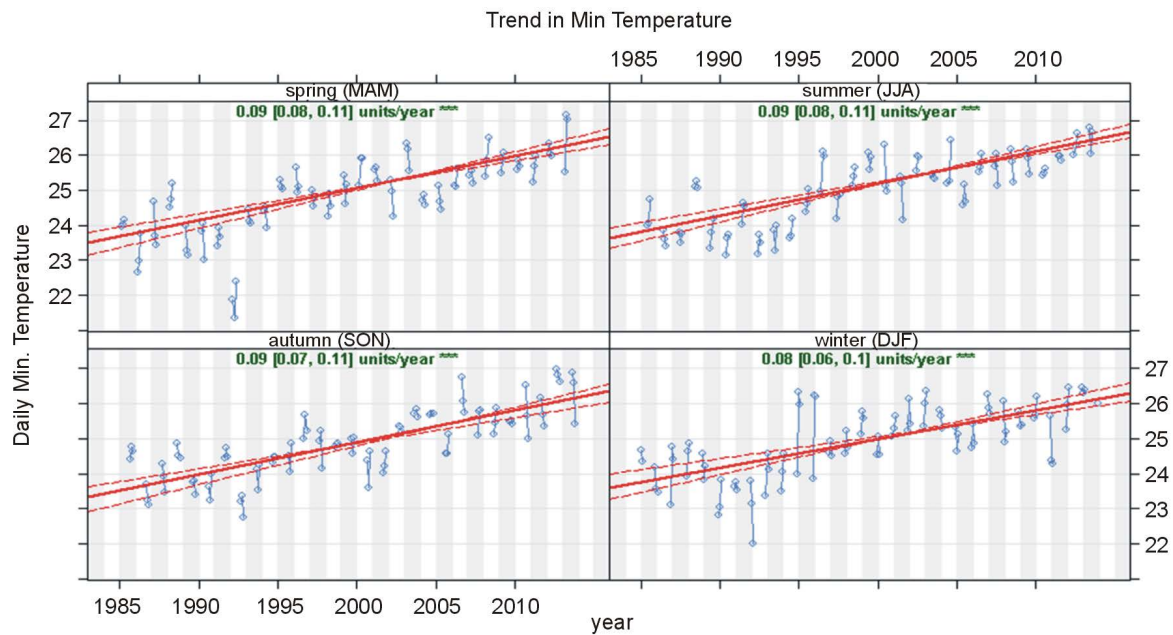 Trend in Min Temperature
1985 1990 1995 2000 2005 2010
spring (MAM) summer (JJA)
0.09 [0.08, 0.11] units/year *** 0.09 [0.08, 0.11] units/year ***
27
26
25
24
23
22
autumn (SON) winter (DJF)
0.09 [0.07, 0.11] units/year *** 0.08 [0.06, 0.1] units/year ***
27
26
25
24
23
22
Daily Min. Temperature
1985 1990 1995 2000 2005 2010
year